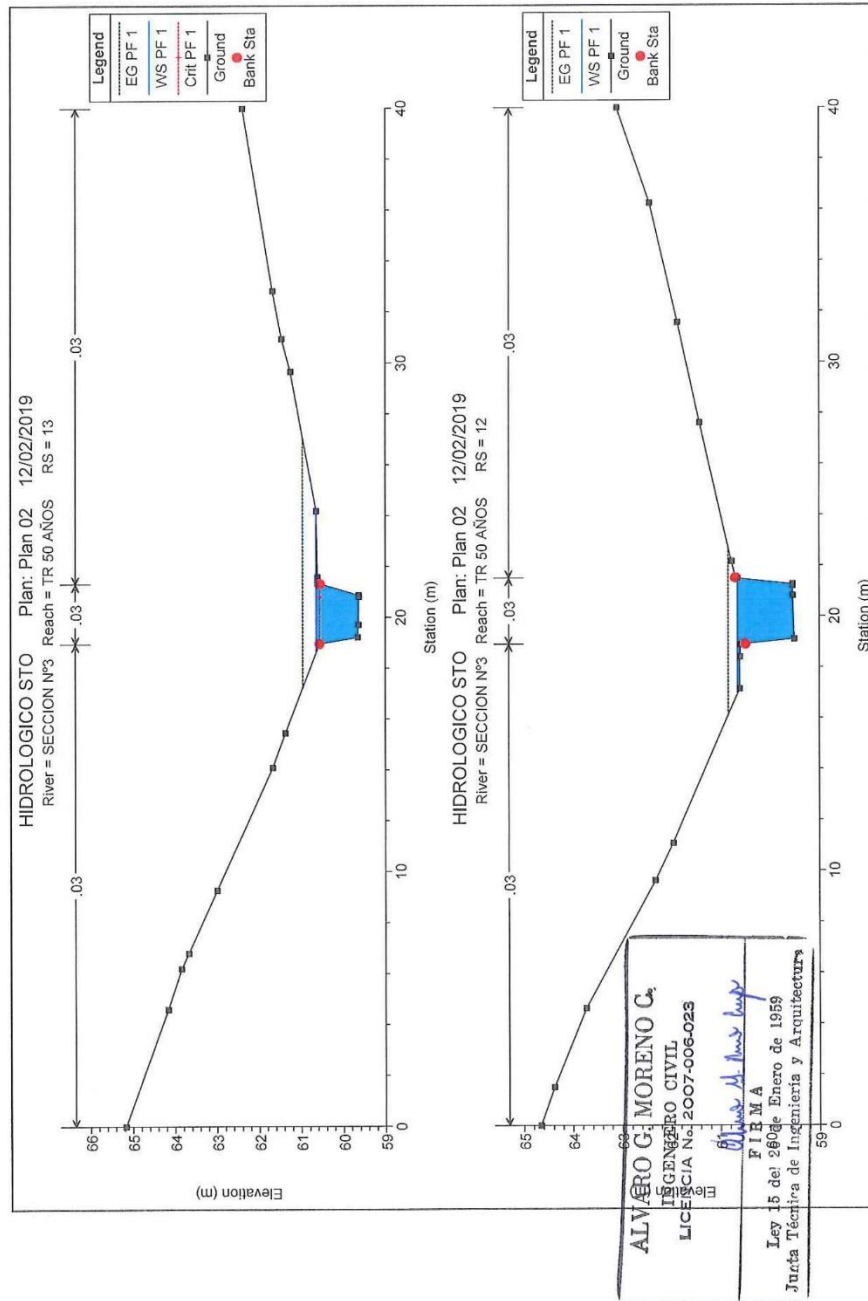 HIDROLOGICO STO Plan: Plan 02 12/02/2019
River = SECCION Nº3 Reach = TR 50 AÑOS RS = 13
.03
.03
.03
Legend
EG PF 1
WS PF 1
Crit PF 1
Ground
Bank Sta
66
65
64
63
62
61
60
59
Elevation (m)
0
10
20
30
40
Station (m)
HIDROLOGICO STO Plan: Plan 02 12/02/2019
River = SECCION Nº3 Reach = TR 50 AÑOS RS = 12
.03
.03
.03
Legend
EG PF 1
WS PF 1
Ground
Bank Sta
65
64
63
62
61
60
59
Elevation (m)
0
10
20
30
40
Station (m)
ALVARO G. MORENO C.
INGENIERO CIVIL
LICENCIA No. 2007-006-023
FIRMA
Ley 15 del 26 de Enero de 1959
Junta Técnica de Ingeniería y Arquitectura